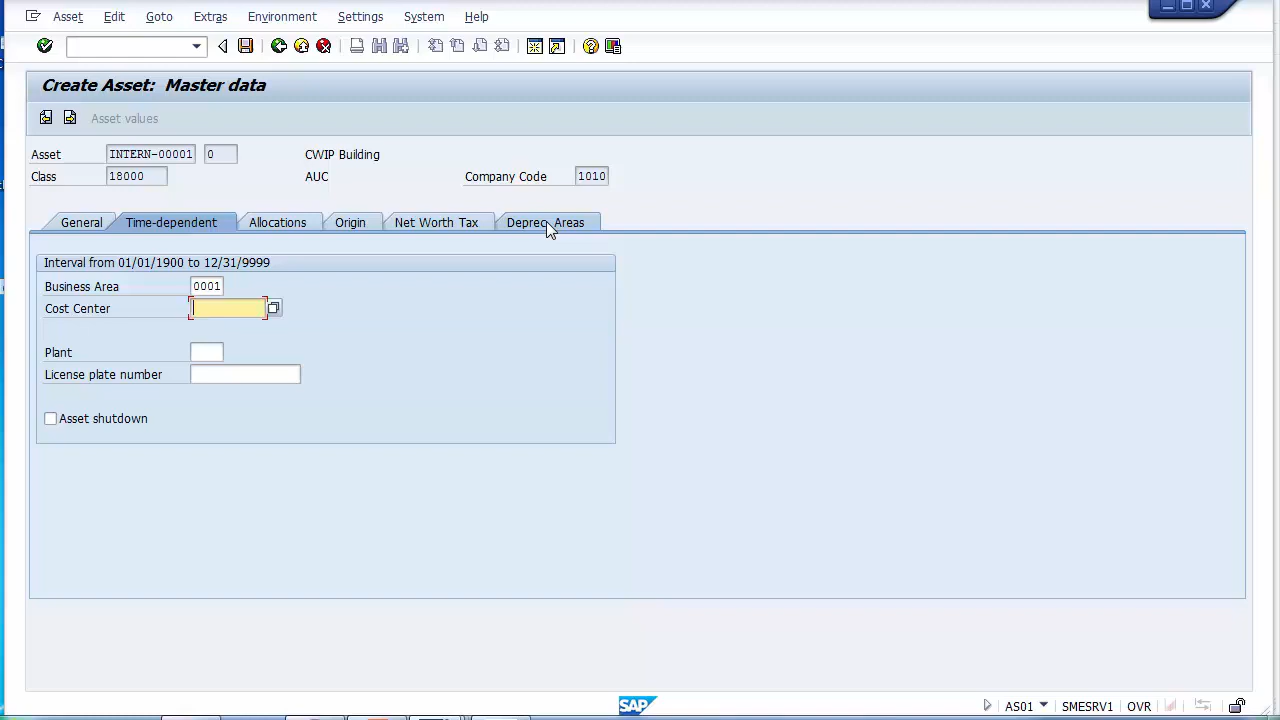 Asset Edit Goto Extras Environment Settings System Help
Create Asset: Master data
Asset values
Asset INTERN-00001 0 CWIP Building
Class 18000 AUC Company Code 1010
General Time-dependent Allocations Origin Net Worth Tax Deprec. Areas
Interval from 01/01/1900 to 12/31/9999
Business Area 0001
Cost Center
Plant
License plate number
Asset shutdown
SAP AS01 SMESRV1 OVR